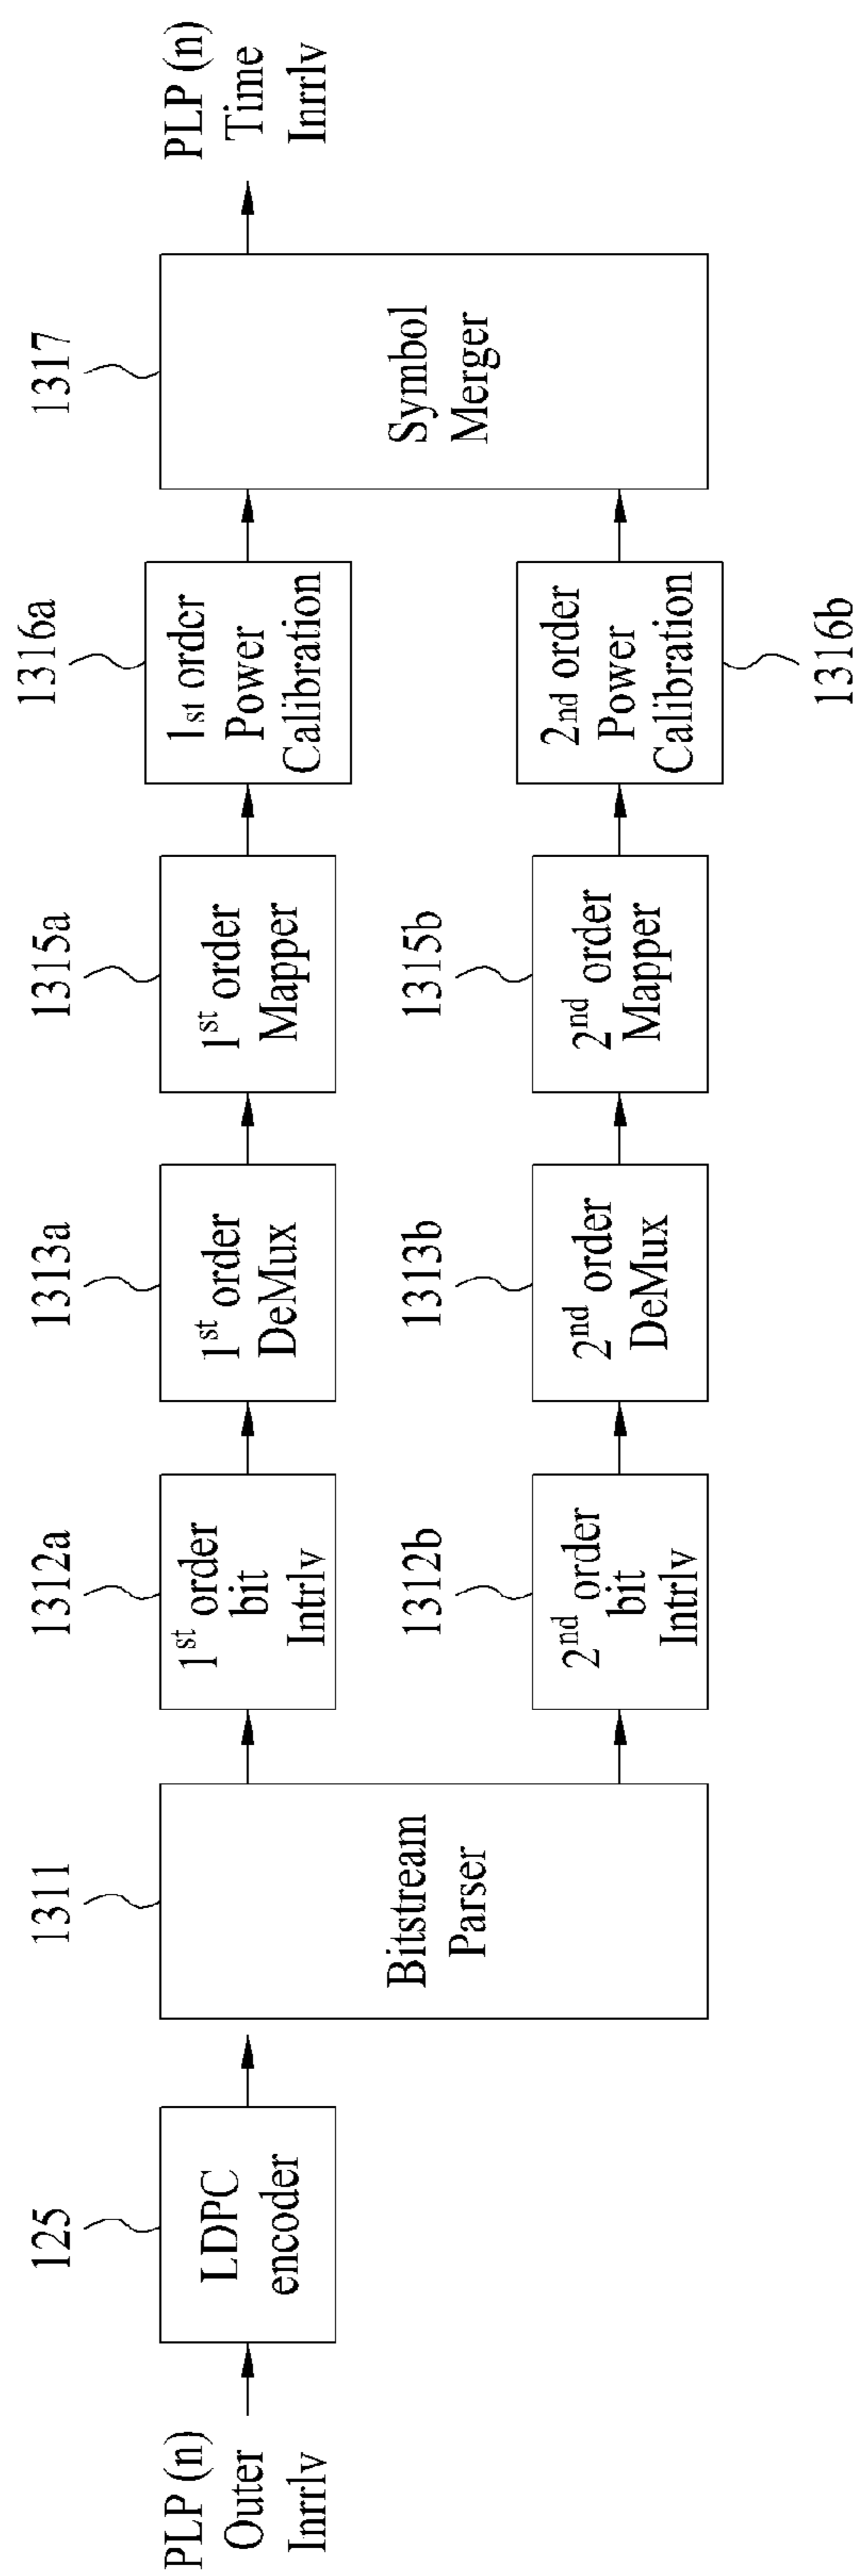 PLP (n)
Outer
Inrrlv
125
LDPC
encoder
1311
Bitstream
Parser
1312a
1st order
bit
Intrlv
1313a
1st order
DeMux
1315a
1st order
Mapper
1316a
1st order
Power
Calibration
1312b
2nd order
bit
Intrlv
1313b
2nd order
DeMux
1315b
2nd order
Mapper
2nd order
Power
Calibration
1316b
1317
Symbol
Merger
PLP (n)
Time
Inrrlv